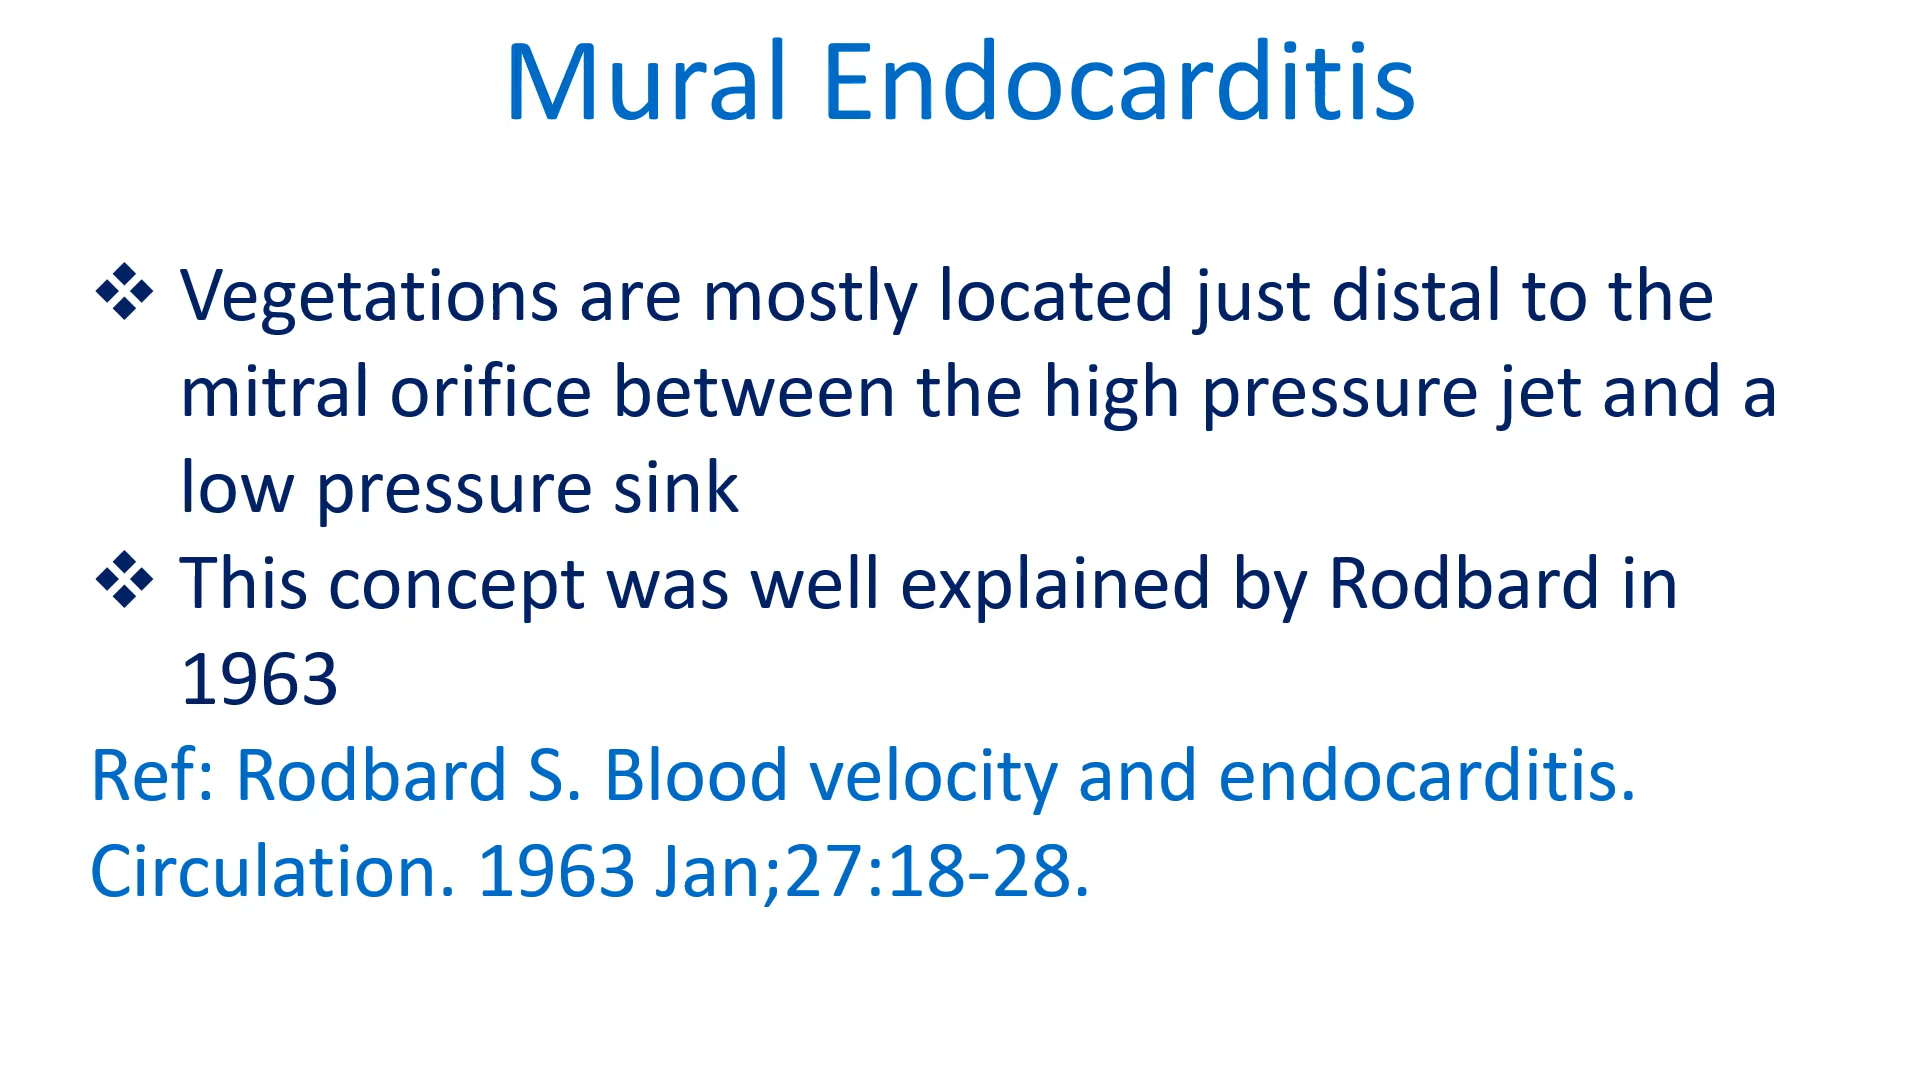 Mural Endocarditis
❖ Vegetations are mostly located just distal to the
mitral orifice between the high pressure jet and a
low pressure sink
❖ This concept was well explained by Rodbard in
1963
Ref: Rodbard S. Blood velocity and endocarditis.
Circulation. 1963 Jan;27:18-28.